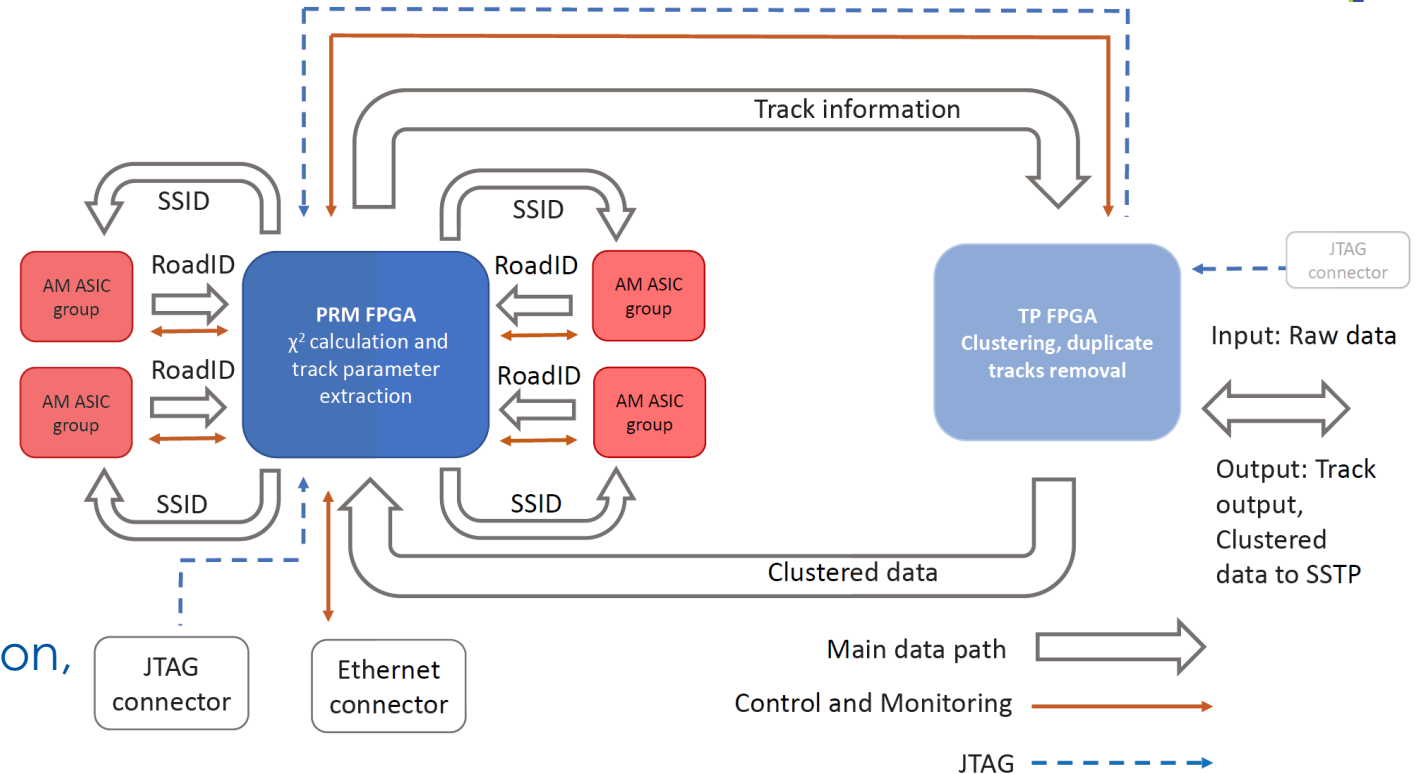 Track information
SSID
SSID
JTAG
connector
AM ASIC
group
RoadID
PRM FPGA
χ² calculation and
track parameter
extraction
RoadID
AM ASIC
group
TP FPGA
Clustering, duplicate
tracks removal
Input: Raw data
AM ASIC
group
RoadID
RoadID
AM ASIC
group
Output: Track
output,
Clustered
data to SSTP
SSID
SSID
Clustered data
on,
JTAG
connector
Ethernet
connector
Main data path
Control and Monitoring
JTAG